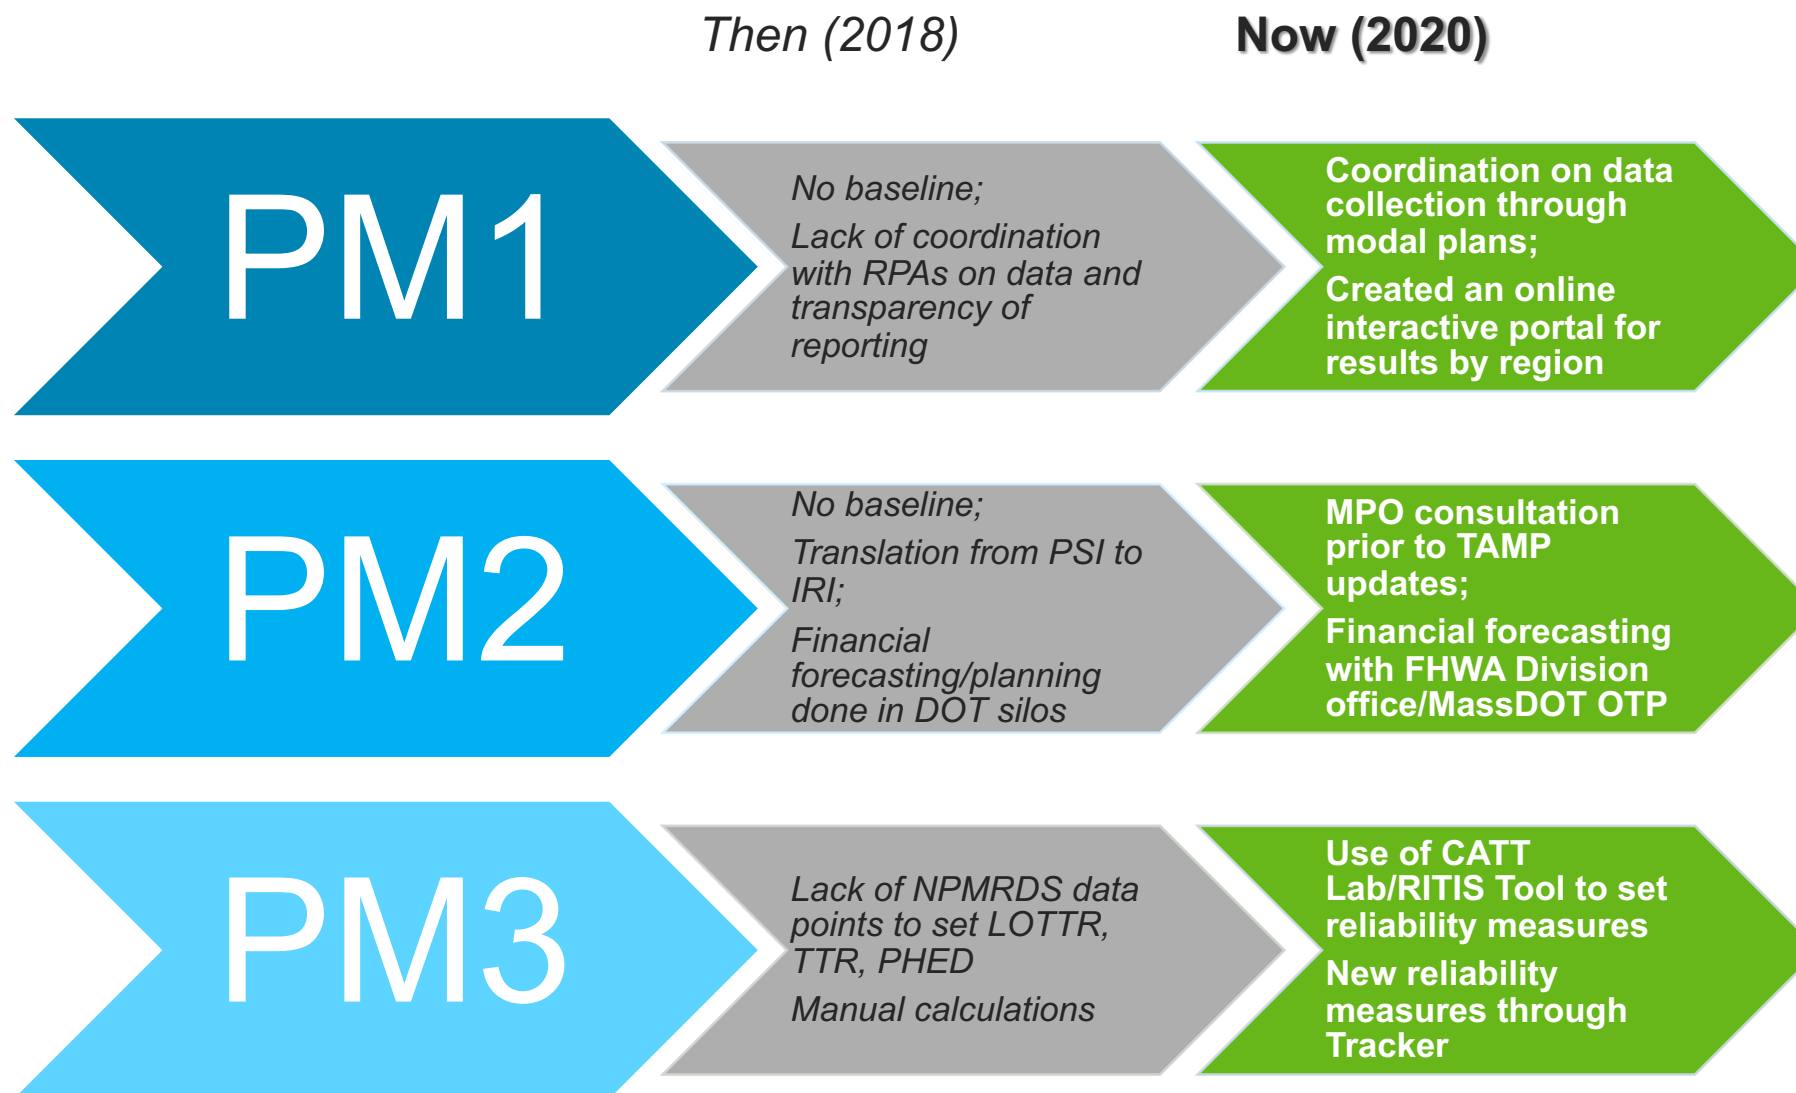 Then (2018)
Now (2020)
PM1
No baseline;
Lack of coordination
with RPAs on data and
transparency of
reporting
Coordination on data
collection through
modal plans;
Created an online
interactive portal for
results by region
PM2
No baseline;
Translation from PSI to
IRI;
Financial
forecasting/planning
done in DOT silos
MPO consultation
prior to TAMP
updates;
Financial forecasting
with FHWA Division
office/MassDOT OTP
PM3
Lack of NPMRDS data
points to set LOTTR,
TTR, PHED
Manual calculations
Use of CATT
Lab/RITIS Tool to set
reliability measures
New reliability
measures through
Tracker